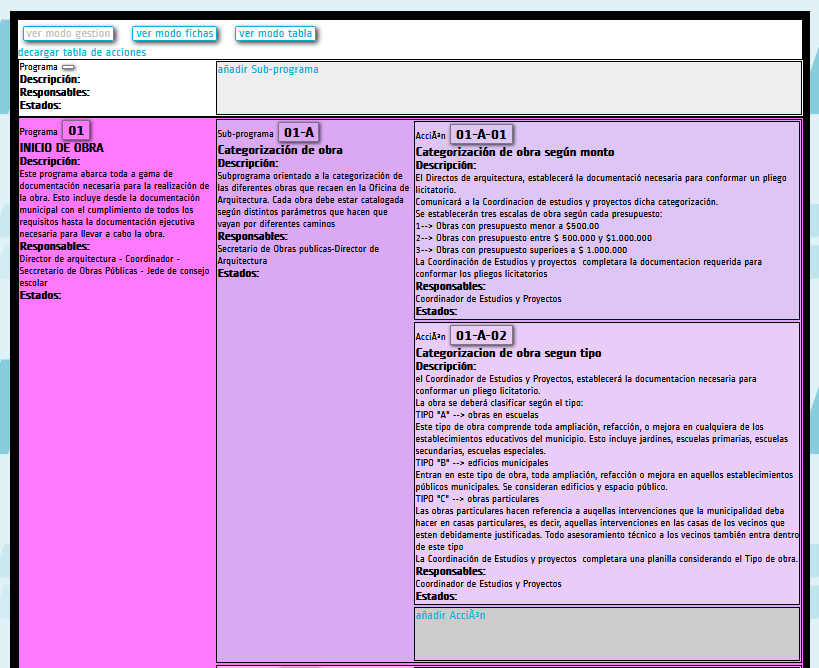 ver modo gestion
ver modo fichas
ver modo tabla
decargar tabla de acciones
Programa
Descripción:
Responsables:
Estados:
añadir Sub-programa
Programa 01
INICIO DE OBRA
Descripción:
Este programa abarca toda a gama de
documentación necesaria para la realización de
la obra. Esto incluye desde la documentación
municipal con el cumplimiento de todos los
requisitos hasta la documentación ejecutiva
necesaria para llevar a cabo la obra.
Responsables:
Director de arquitectura - Coordinador -
Seccretario de Obras Públicas - Jede de consejo
escolar
Estados:
Sub-programa 01-A
Categorización de obra
Descripción:
Subprograma orientado a la categorización de
las diferentes obras que recaen en la Oficina de
Arquitectura. Cada obra debe estar catalogada
según distintos parámetros que hacen que
vayan por diferentes caminos
Responsables:
Secretario de Obras publicas-Director de
Arquitectura
Estados:
AcciÃ³n 01-A-01
Categorización de obra según monto
Descripción:
El Directos de arquitectura, establecerá la documentació necesaria para conformar un pliego
licitatorio.
Comunicará a la Coordinacion de estudios y proyectos dicha categorización.
Se establecerán tres escalas de obra según cada presupuesto:
1--> Obras con presupuesto menor a $500.00
2--> Obras con presupuesto entre $ 500.000 y $1.000.000
3--> Obras con presupuesto superioes a $ 1.000.000
La Coordinación de Estudios y proyectos completara la documentacion requerida para
conformar los pliegos licitatorios
Responsables:
Coordinador de Estudios y Proyectos
Estados:
AcciÃ³n 01-A-02
Categorizacion de obra segun tipo
Descripción:
el Coordinador de Estudios y Proyectos, establecerá la documentacion necesaria para
conformar un pliego licitatorio.
La obra se deberá clasificar según el tipo:
TIPO "A" --> obras en escuelas
Este tipo de obra comprende toda ampliación, refacción, o mejora en cualquiera de los
establecimientos educativos del municipio. Esto incluye jardines, escuelas primarias, escuelas
secundarias, escuelas especiales.
TIPO "B" --> edficios municipales
Entran en este tipo de obra, toda ampliación, refacción o mejora en aquellos establecimientos
públicos municipales. Se consideran edificios y espacio público.
TIPO "C" --> obras particulares
Las obras particulares hacen referencia a auqellas intervenciones que la municipalidad deba
hacer en casas particulares, es decir, aquellas intervenciones en las casas de los vecinos que
esten debidamente justificadas. Todo asesoramiento técnico a los vecinos también entra dentro
de este tipo
La Coordinación de Estudios y proyectos completara una planilla considerando el Tipo de obra.
Responsables:
Coordinador de Estudios y Proyectos
Estados:
añadir AcciÃ³n